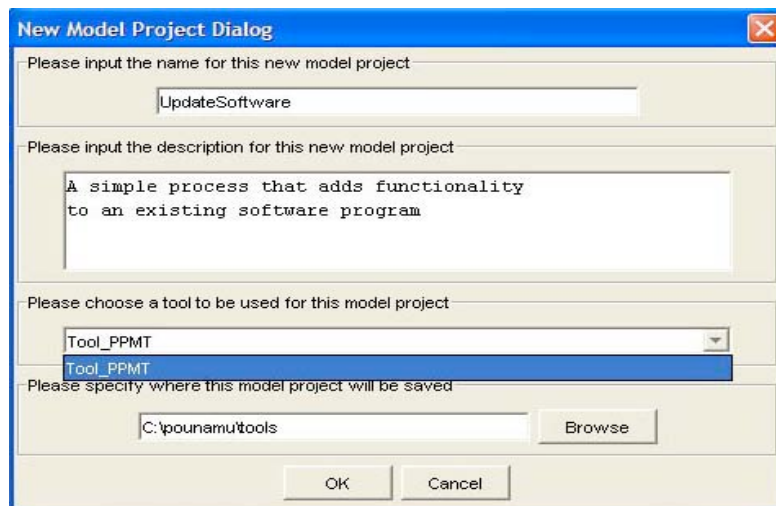 New Model Project Dialog
Please input the name for this new model project
UpdateSoftware
Please input the description for this new model project
A simple process that adds functionality
to an existing software program
Please choose a tool to be used for this model project
Tool_PPMT
Tool_PPMT
Please specify where this model project will be saved
C:\pounamu\tools
Browse
OK
Cancel